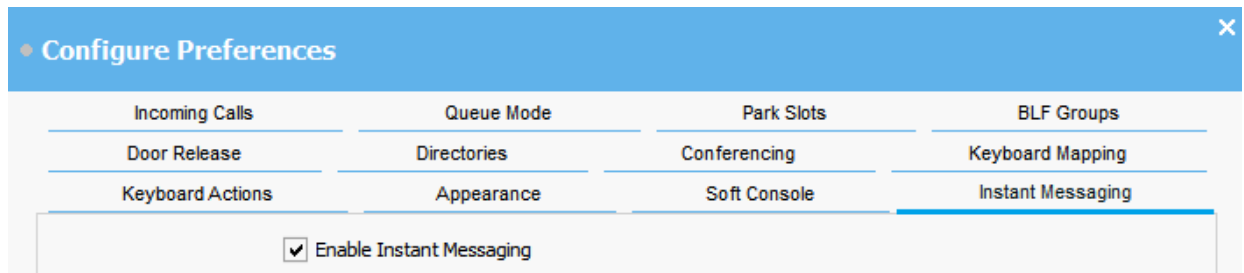 Configure Preferences
Incoming Calls Queue Mode Park Slots BLF Groups
Door Release Directories Conferencing Keyboard Mapping
Keyboard Actions Appearance Soft Console Instant Messaging
Enable Instant Messaging